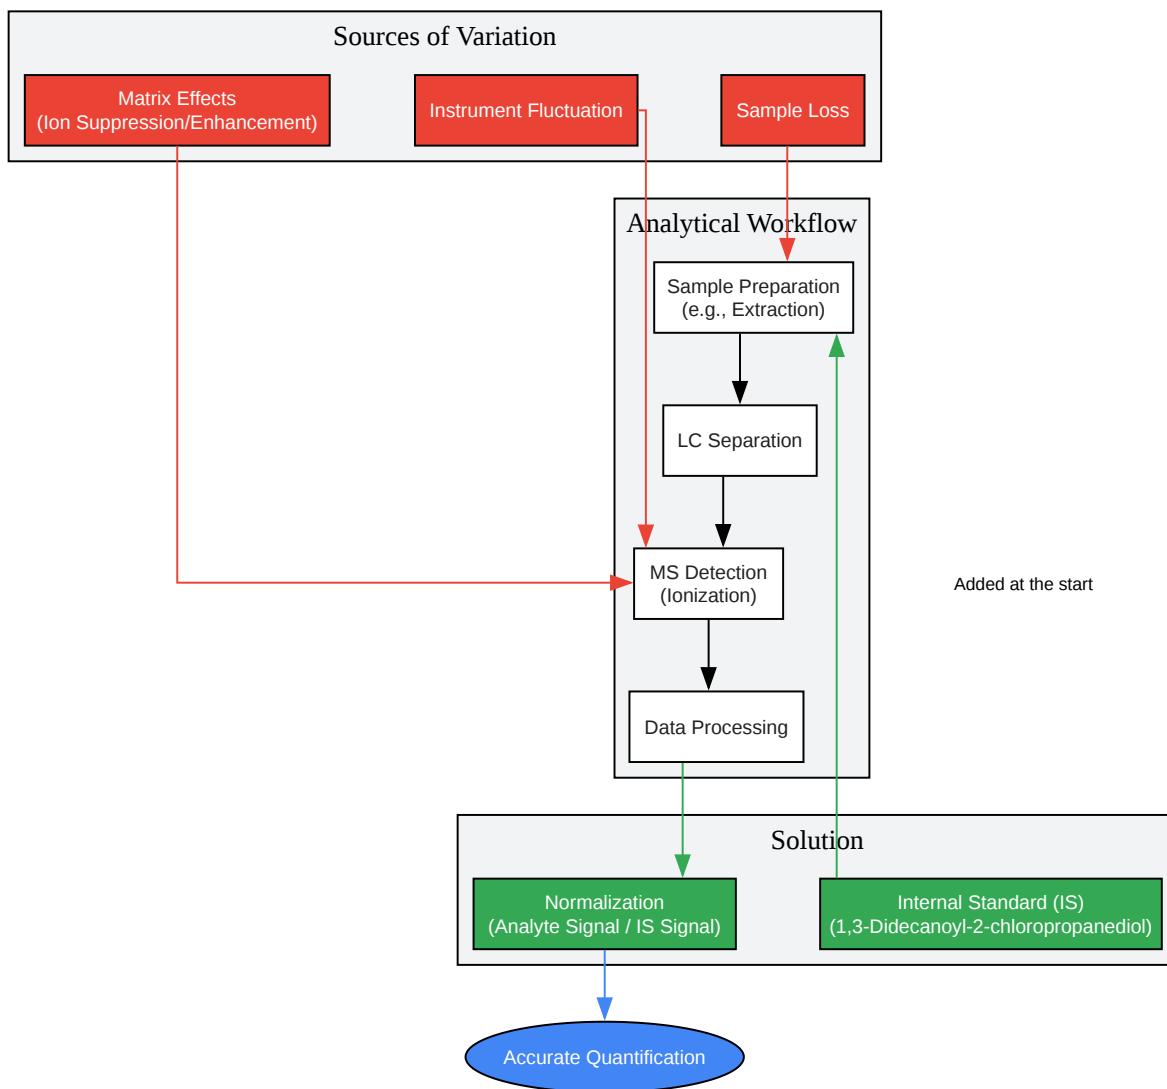 Sources of Variation
Matrix Effects
(Ion Suppression/Enhancement)
Instrument Fluctuation
Sample Loss
Analytical Workflow
Sample Preparation
(e.g., Extraction)
LC Separation
MS Detection
(Ionization)
Added at the start
Data Processing
Solution
Normalization
(Analyte Signal / IS Signal)
Internal Standard (IS)
(1,3-Didecanoyl-2-chloropropanediol)
Accurate Quantification